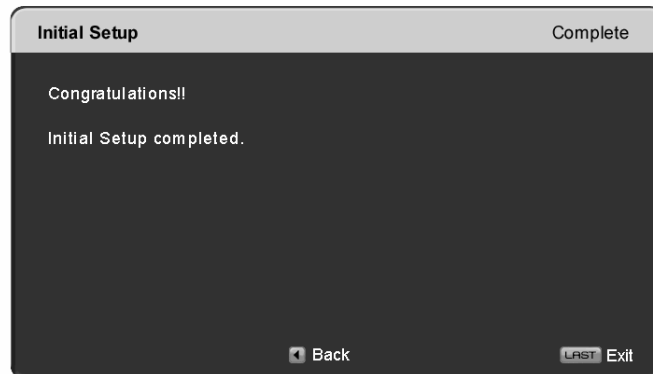 Initial Setup Complete
Congratulations!!
Initial Setup completed.
Back LAST Exit